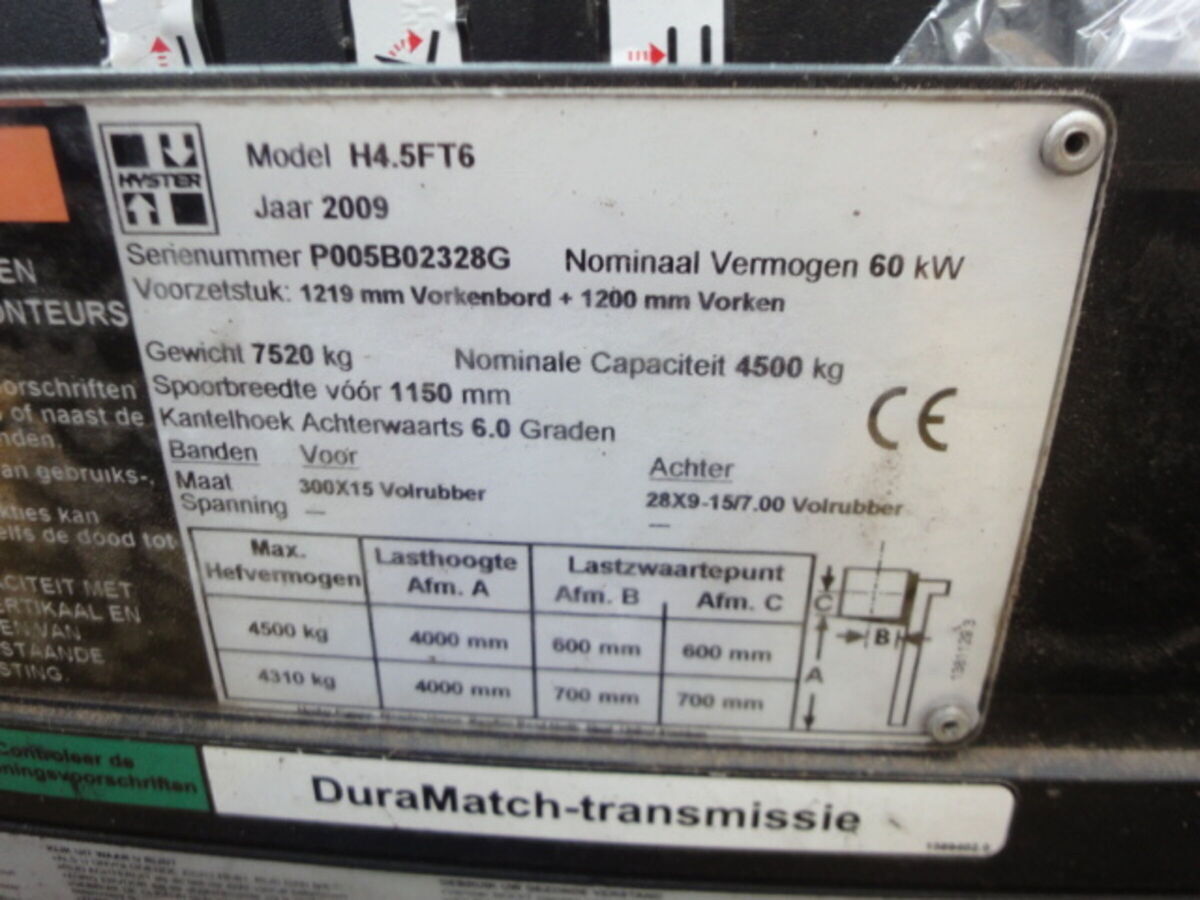 HYSTER
Model H4.5FT6
Jaar 2009
Serienummer P005B02328G Nominaal Vermogen 60 kW
Voorzetstuk: 1219 mm Vorkenbord + 1200 mm Vorken
Gewicht 7520 kg Nominale Capaciteit 4500 kg
Spoorbreedte vóór 1150 mm
Kantelhoek Achterwaarts 6.0 Graden
CE
Banden Voor Achter
Maat 300X15 Volrubber 28X9-15/7.00 Volrubber
Spanning — —
Max. Hefvermogen Lasthoogte Afm. A Lastzwaartepunt Afm. B Afm. C
4500 kg 4000 mm 600 mm 600 mm
4310 kg 4000 mm 700 mm 700 mm
C
B
A
EN
ONTEURS
orschriften
of naast de
nden.
an gebruiks-,
kties kan
elfs de dood tot
ACITEIT MET
ERTIKAAL EN
EN VAN
STAANDE
STING.
Controleer de
ningsvoorschriften
DuraMatch-transmissie